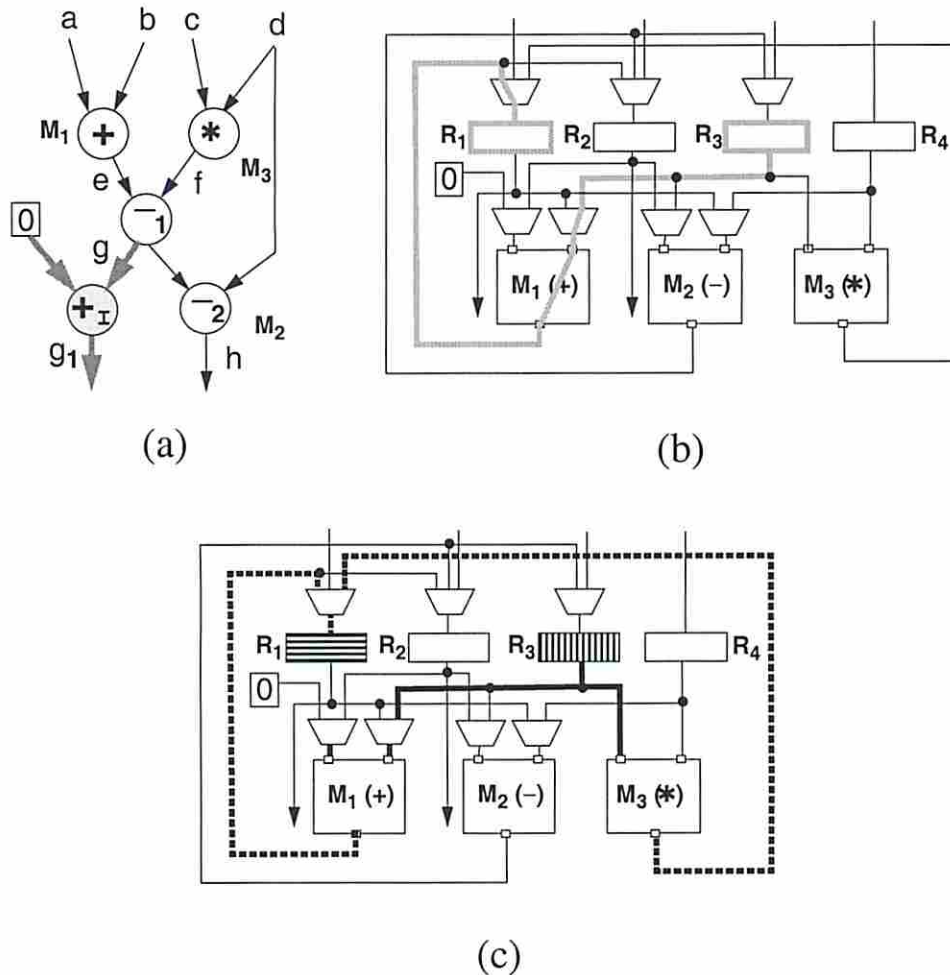 a b c d
M1 + * M3
e f
0 −1
g
+I −2 M2
g1 h
(a)
R1 R2 R3 R4
0
M1 (+) M2 (−) M3 (*)
(b)
R1 R2 R3 R4
0
M1 (+) M2 (−) M3 (*)
(c)